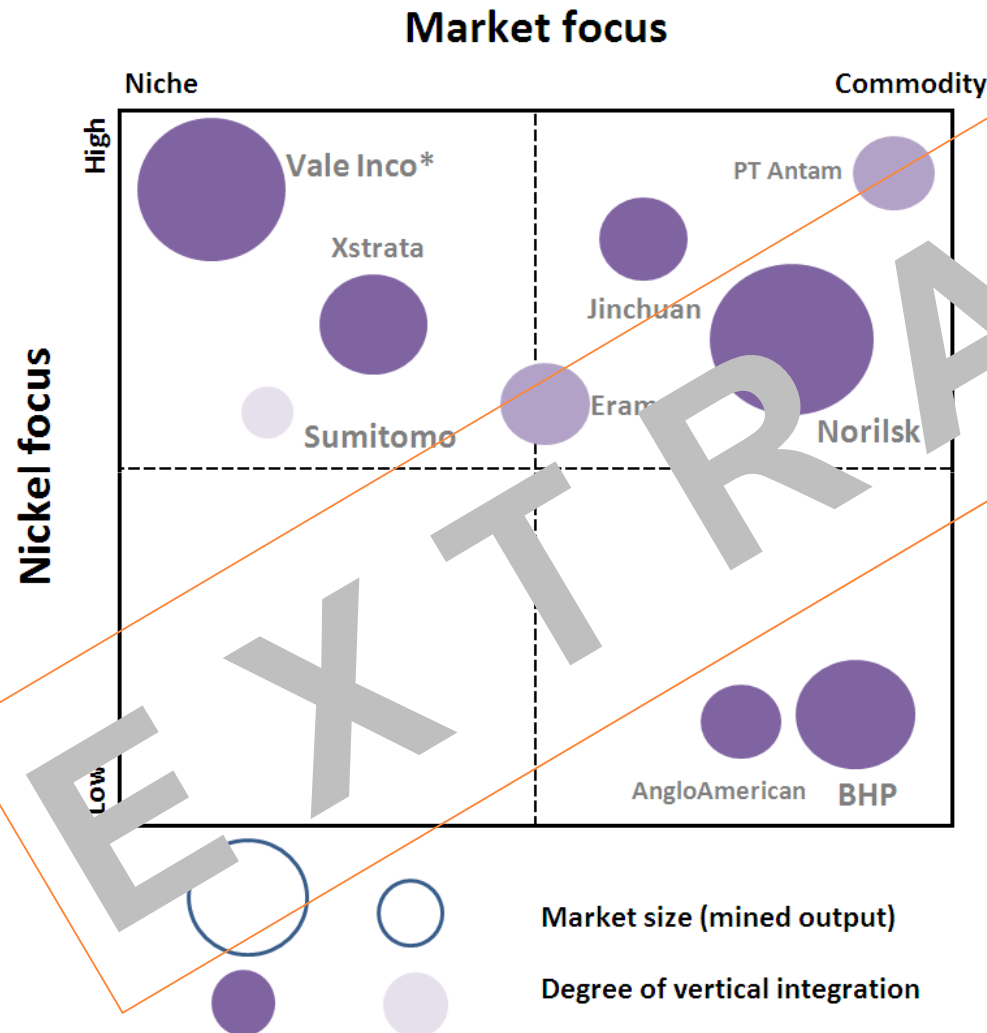 Market focus
Niche
Commodity
High
Vale Inco*
PT Antam
Xstrata
Jinchuan
Nickel focus
Eram
Sumitomo
Norilsk
EXTRA
Low
AngloAmerican
BHP
Market size (mined output)
Degree of vertical integration